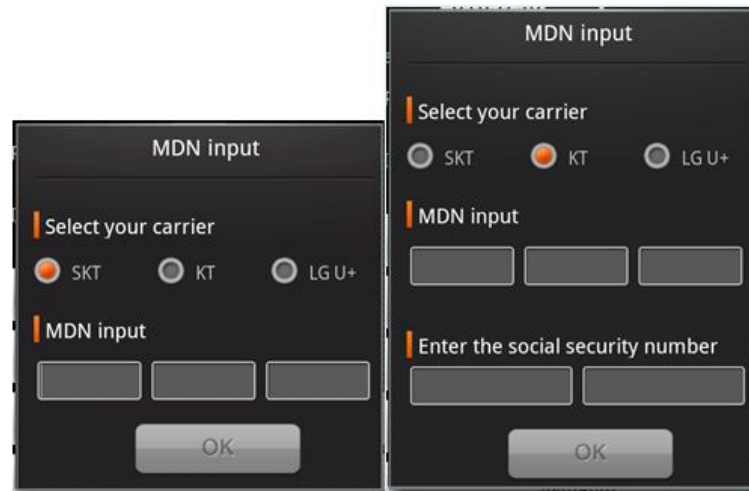 MDN input
Select your carrier
SKT KT LG U+
MDN input
OK
MDN input
Select your carrier
SKT KT LG U+
MDN input
Enter the social security number
OK